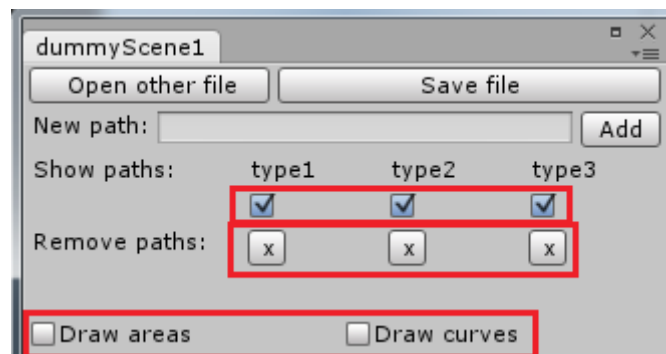 dummyScene1
Open other file Save file
New path: Add
Show paths: type1 type2 type3
Remove paths: x x x
Draw areas Draw curves